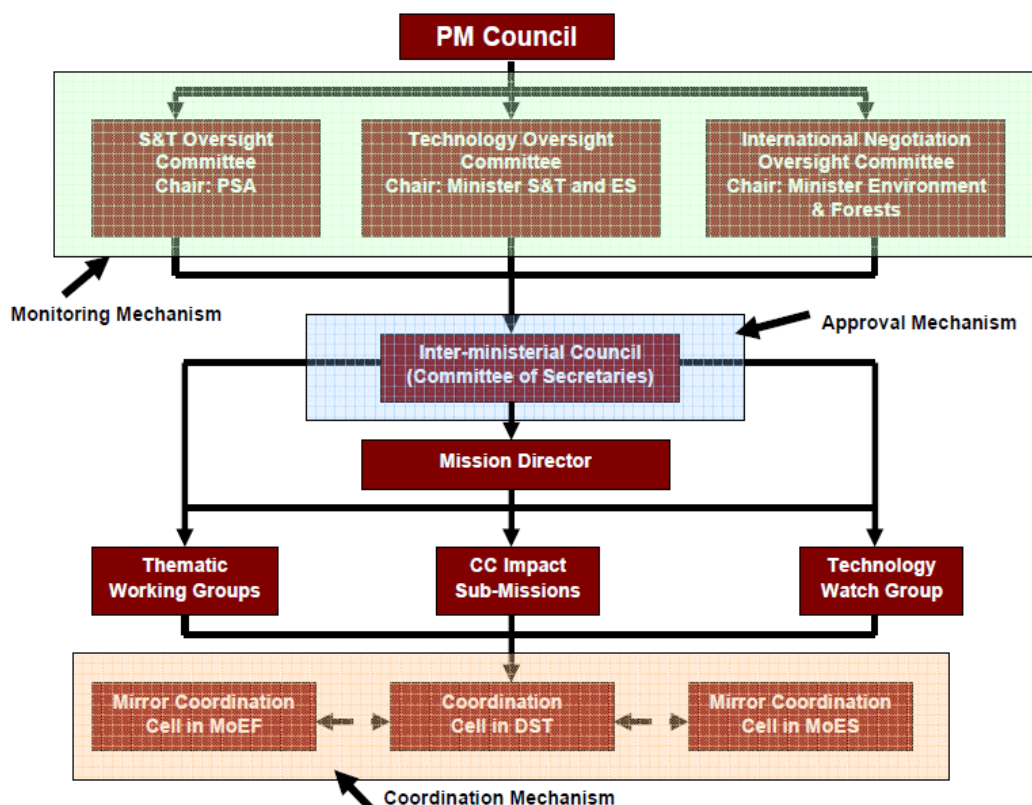 PM Council
S&T Oversight
Committee
Chair: PSA
Technology Oversight
Committee
Chair: Minister S&T and ES
International Negotiation
Oversight Committee
Chair: Minister Environment
& Forests
Monitoring Mechanism
Approval Mechanism
Inter-ministerial Council
(Committee of Secretaries)
Mission Director
Thematic
Working Groups
CC Impact
Sub-Missions
Technology
Watch Group
Mirror Coordination
Cell in MoEF
Coordination
Cell in DST
Mirror Coordination
Cell in MoES
Coordination Mechanism